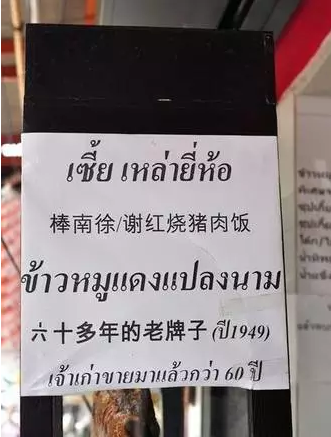 เซี้ย เหล่ายี่ห้อ
棒南徐/谢红烧猪肉饭
ข้าวหมูแดงแปลงนาม
六十多年的老牌子 (ปี1949)
เจ้าเก่าขายมาแล้วกว่า 60 ปี